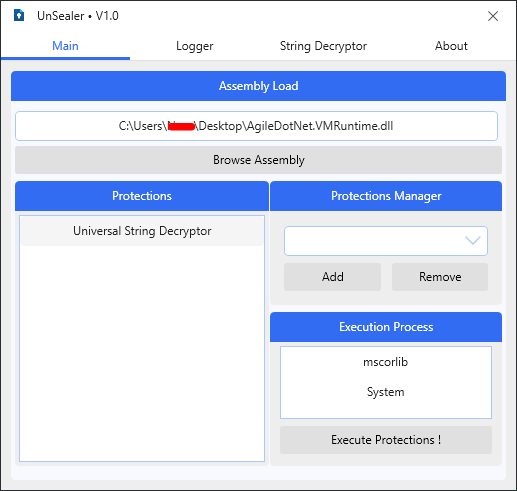 UnSealer • V1.0
Main
Logger
String Decryptor
About
Assembly Load
C:\Users\ \Desktop\AgileDotNet.VMRuntime.dll
Browse Assembly
Protections
Protections Manager
Universal String Decryptor
Add
Remove
Execution Process
mscorlib
System
Execute Protections !